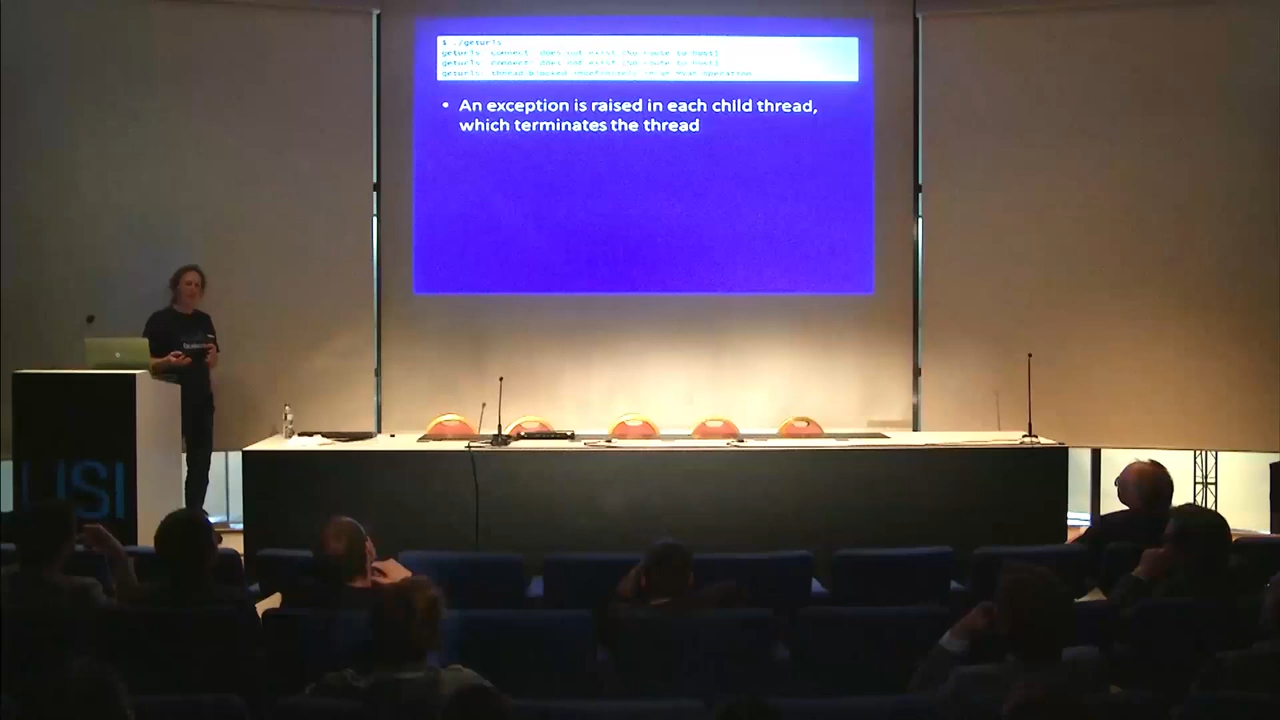 $ ./geturls
geturls: connect: does not exist (No route to host)
geturls: connect: does not exist (No route to host)
geturls: thread blocked indefinitely in an MVar operation
• An exception is raised in each child thread,
which terminates the thread
USI